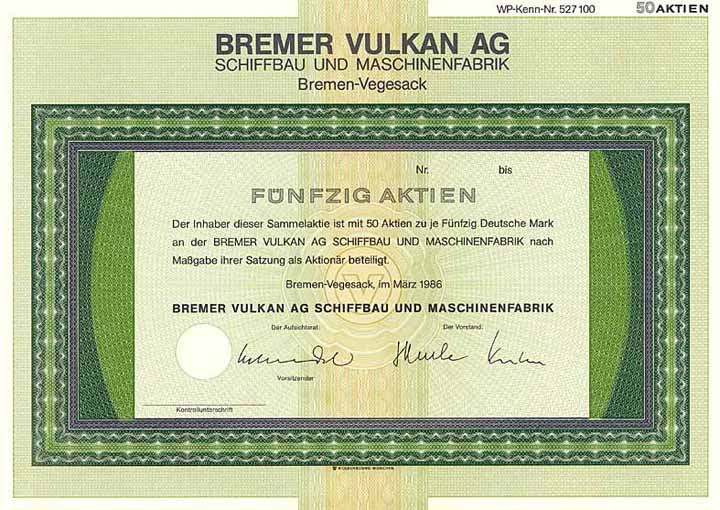 WP-Kenn-Nr. 527100 50 AKTIEN
BREMER VULKAN AG
SCHIFFBAU UND MASCHINENFABRIK
Bremen-Vegesack
Nr. bis
FÜNFZIG AKTIEN
Der Inhaber dieser Sammelaktie ist mit 50 Aktien zu je Fünfzig Deutsche Mark
an der BREMER VULKAN AG SCHIFFBAU UND MASCHINENFABRIK nach
Maßgabe ihrer Satzung als Aktionär beteiligt.
Bremen-Vegesack, im März 1986
BREMER VULKAN AG SCHIFFBAU UND MASCHINENFABRIK
Der Aufsichtsrat: Der Vorstand:
Vorsitzender
Kontrollunterschrift